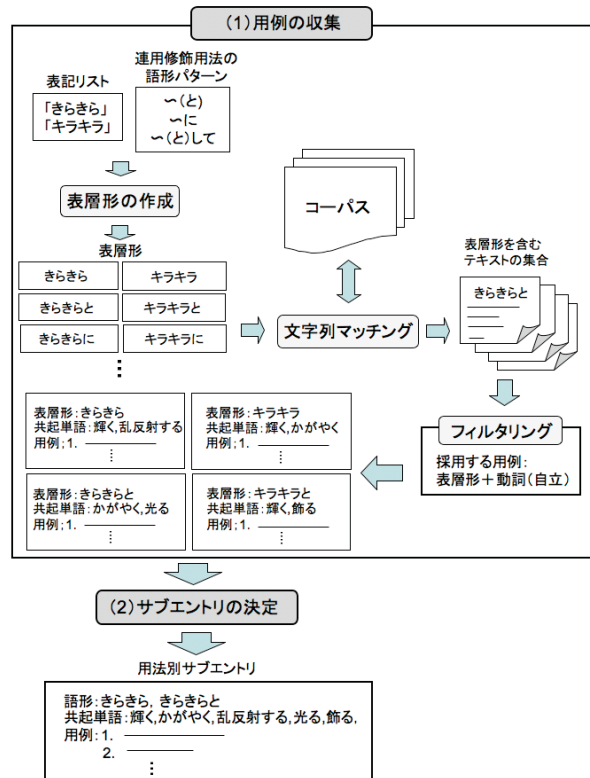 (1)用例の収集
表記リスト
「きらきら」
「キラキラ」
連用修飾用法の
語形パターン
〜(と)
〜に
〜(と)して
表層形の作成
表層形
きらきら
キラキラ
きらきらと
キラキラと
きらきらに
キラキラに
⋮
コーパス
文字列マッチング
表層形を含む
テキストの集合
きらきらと
フィルタリング
採用する用例:
表層形+動詞(自立)
表層形:きらきら
共起単語:輝く,乱反射する
用例;1.
⋮
表層形:キラキラ
共起単語:輝く,かがやく
用例;1.
⋮
表層形:きらきらと
共起単語:かがやく,光る
用例:1.
⋮
表層形:キラキラと
共起単語:輝く,飾る
用例:1.
⋮
(2)サブエントリの決定
用法別サブエントリ
語形:きらきら, きらきらと
共起単語:輝く,かがやく,乱反射する,光る,飾る,
用例:1.
2.
⋮